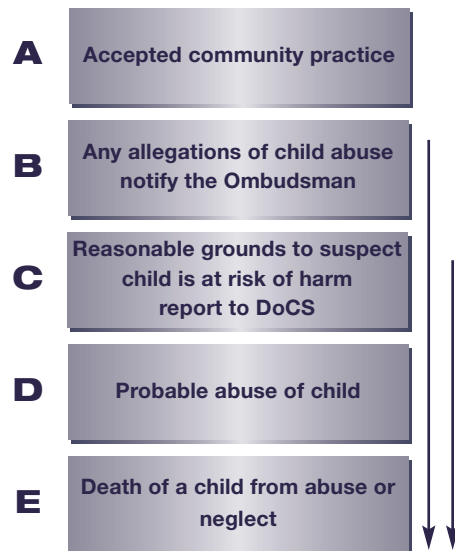 A
Accepted community practice
B
Any allegations of child abuse
notify the Ombudsman
C
Reasonable grounds to suspect
child is at risk of harm
report to DoCS
D
Probable abuse of child
E
Death of a child from abuse or
neglect